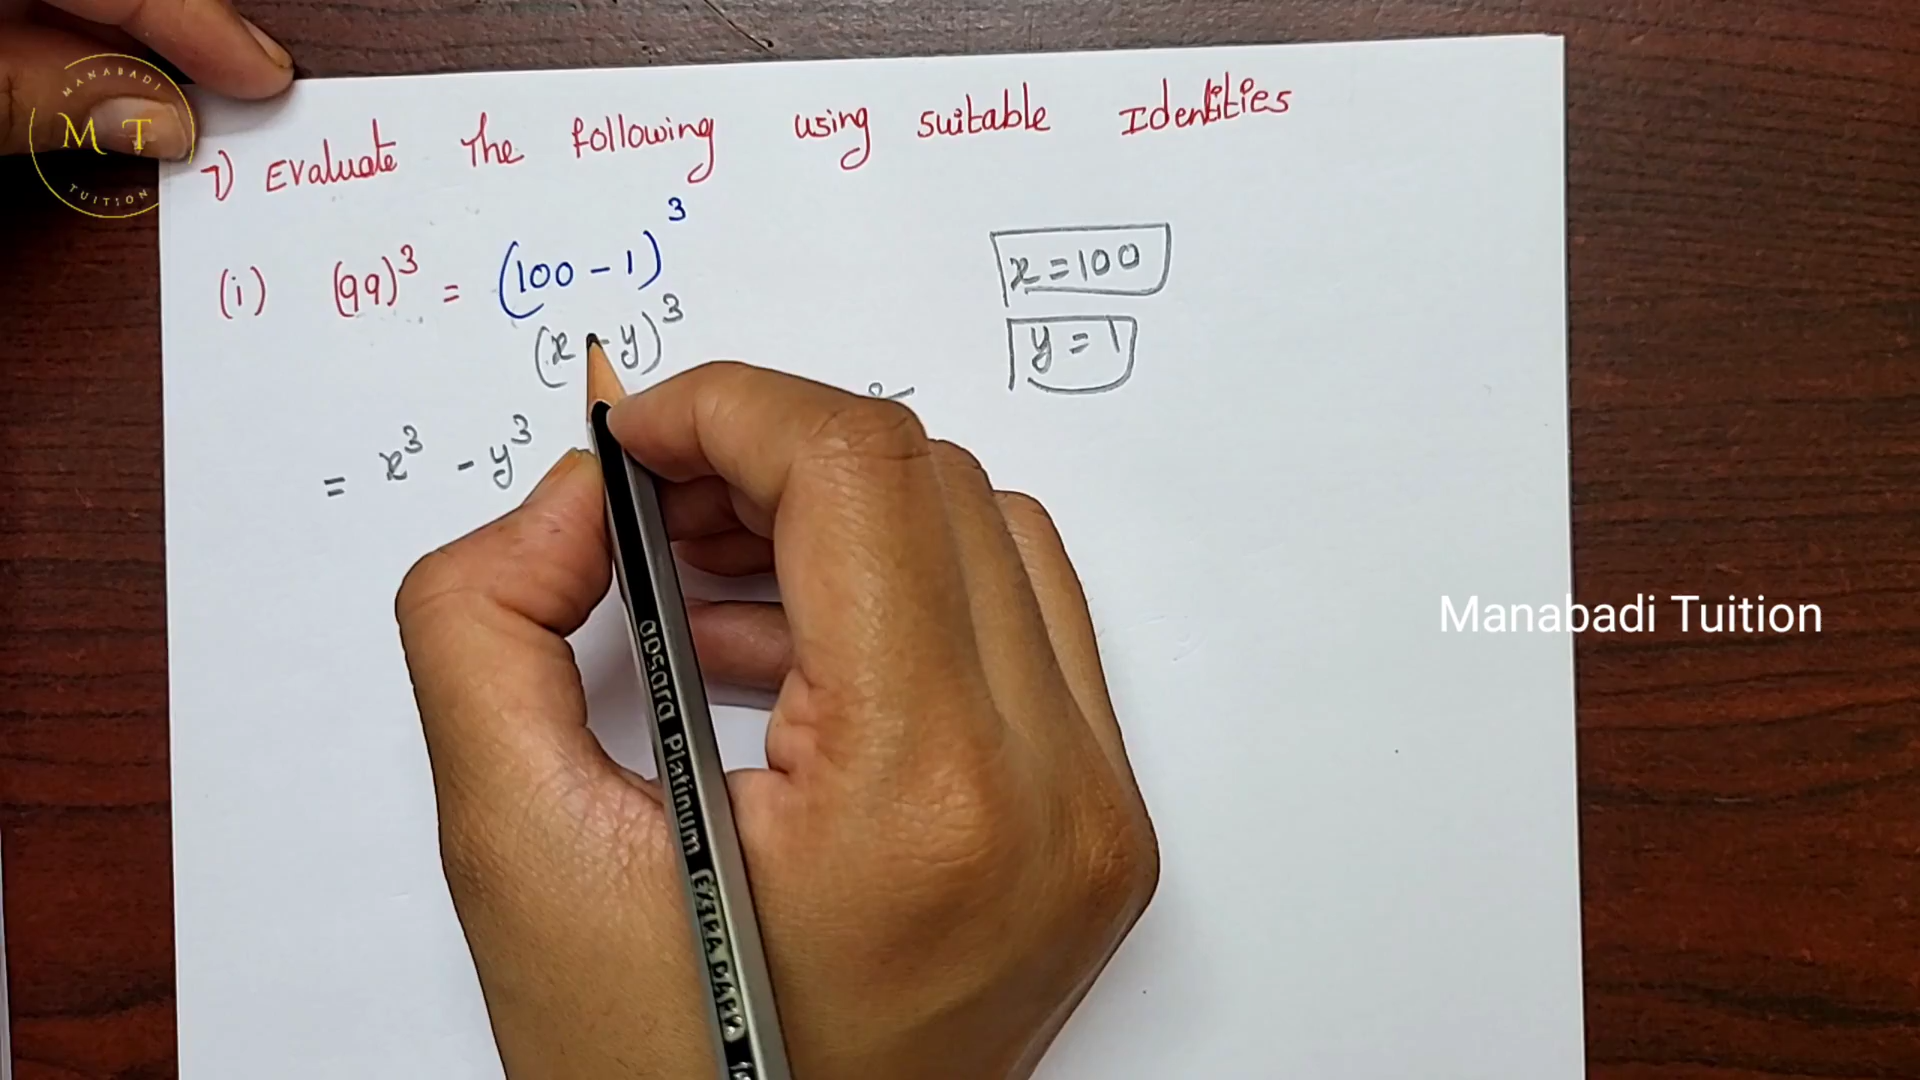 MANABADI
M T
TUITION
7) Evaluate The following using suitable Identities
(i) (99)³ = (100 - 1)³
(x - y)³
x = 100
y = 1
= x³ - y³
Manabadi Tuition
apsara Platinum EXTRA DARK